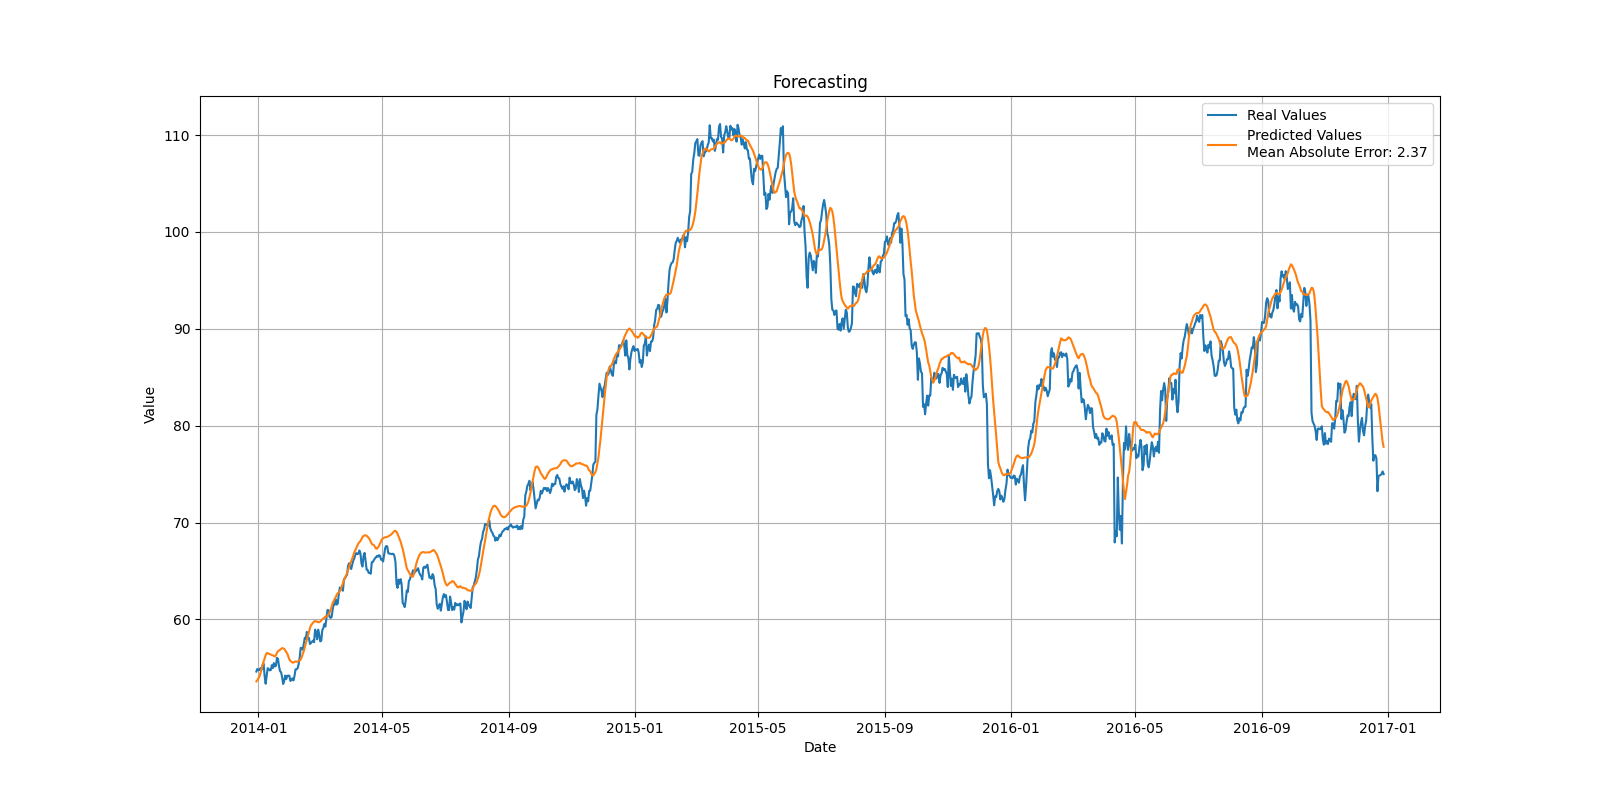 Forecasting
Real Values
Predicted Values
Mean Absolute Error: 2.37
Value
110
100
90
80
70
60
2014-01
2014-05
2014-09
2015-01
2015-05
2015-09
2016-01
2016-05
2016-09
2017-01
Date